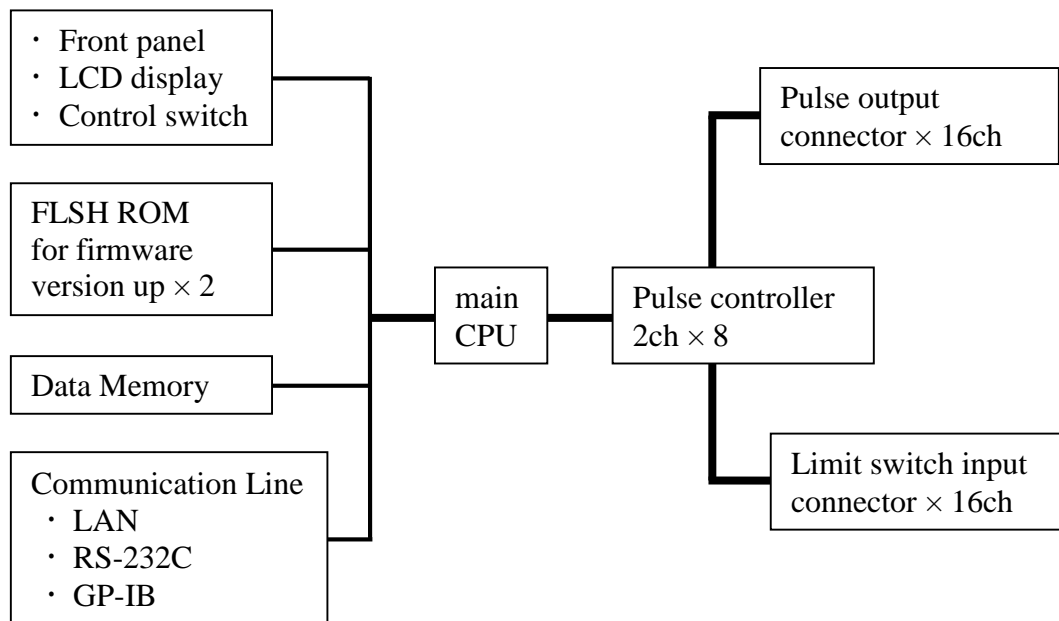 ・ Front panel
・ LCD display
・ Control switch
FLSH ROM
for firmware
version up × 2
Data Memory
Communication Line
・ LAN
・ RS-232C
・ GP-IB
main
CPU
Pulse controller
2ch × 8
Pulse output
connector × 16ch
Limit switch input
connector × 16ch